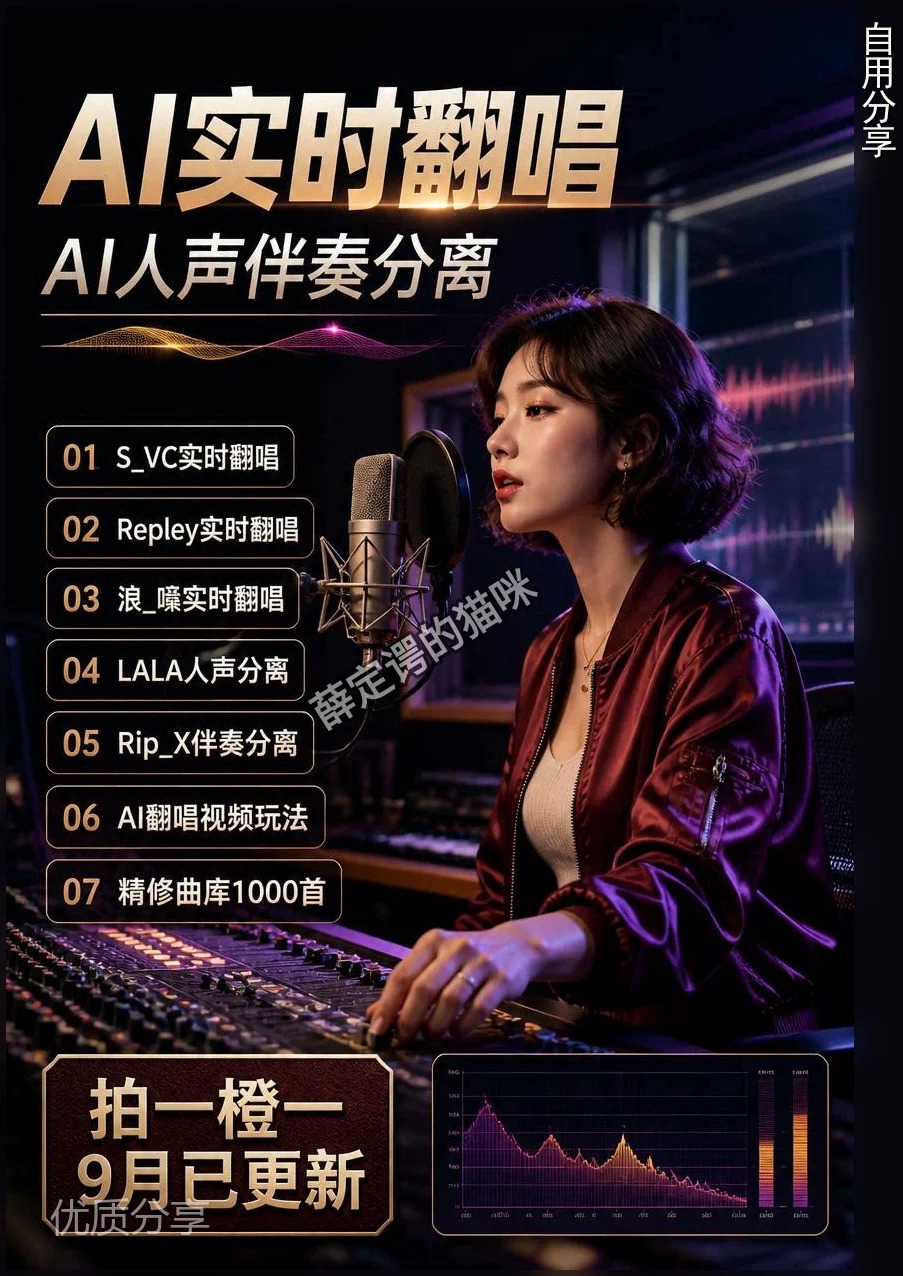 自用分享
AI实时翻唱
AI人声伴奏分离
01 S_VC实时翻唱
02 Repley实时翻唱
03 浪_嚎实时翻唱
04 LALA人声分离
05 Rip_X伴奏分离
06 AI翻唱视频玩法
07 精修曲库1000首
薛定谔的猫咪
拍一橙一
9月已更新
优质分享